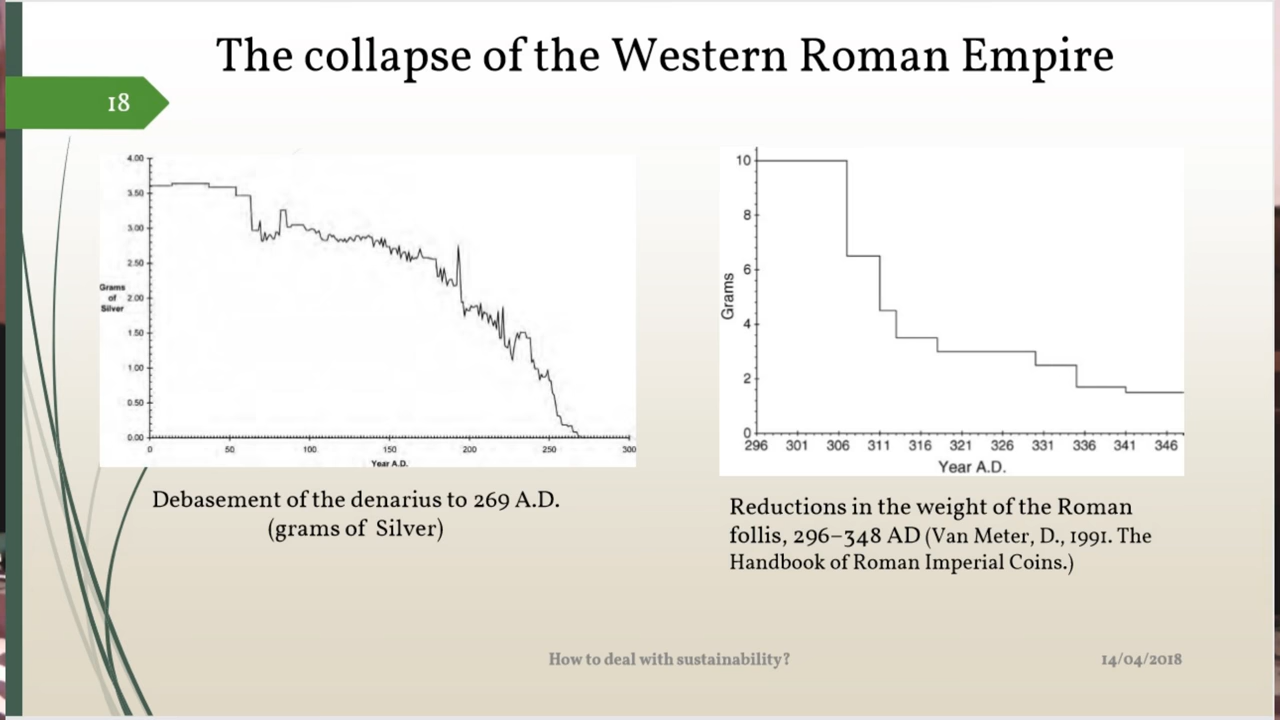 The collapse of the Western Roman Empire
18
4.00
3.50
3.00
2.50
Grams
of
Silver
2.00
1.50
1.00
0.50
0.00
0
50
100
150
200
250
300
Year A.D.
Debasement of the denarius to 269 A.D.
(grams of Silver)
10
8
6
4
2
0
Grams
296 301 306 311 316 321 326 331 336 341 346
Year A.D.
Reductions in the weight of the Roman
follis, 296–348 AD (Van Meter, D., 1991. The
Handbook of Roman Imperial Coins.)
How to deal with sustainability?
14/04/2018